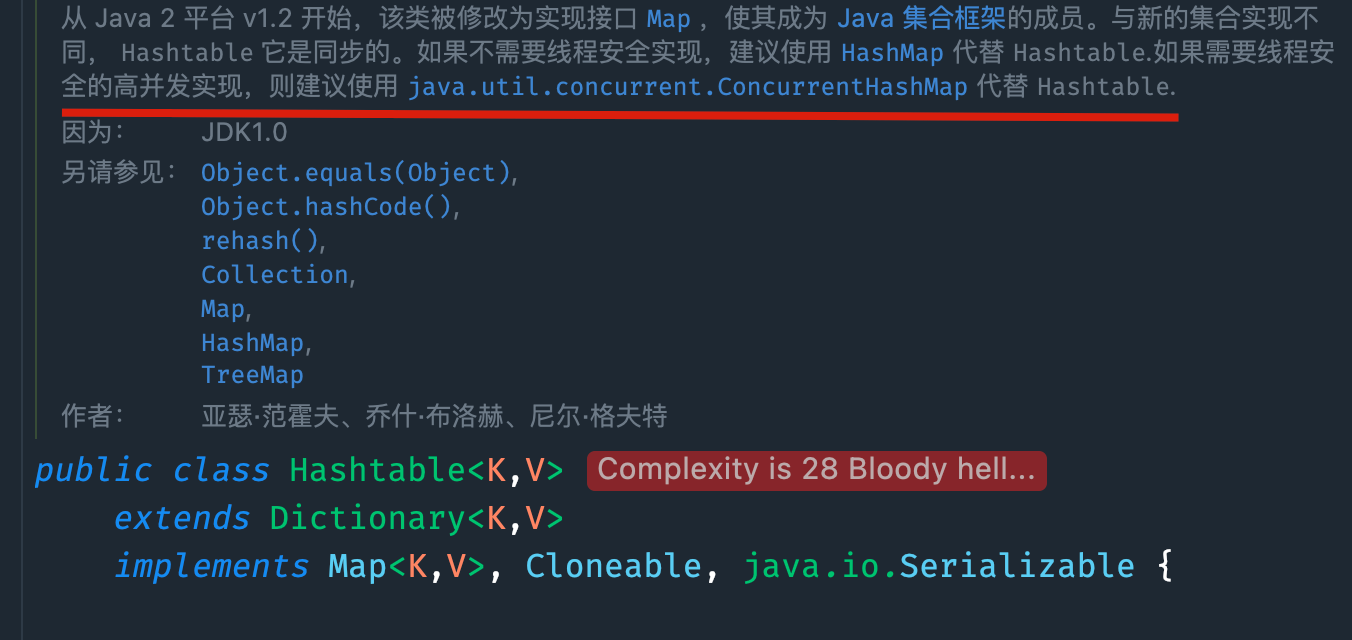 从 Java 2 平台 v1.2 开始，该类被修改为实现接口 Map ，使其成为 Java 集合框架的成员。与新的集合实现不
同， Hashtable 它是同步的。如果不需要线程安全实现，建议使用 HashMap 代替 Hashtable.如果需要线程安
全的高并发实现，则建议使用 java.util.concurrent.ConcurrentHashMap 代替 Hashtable.
因为： JDK1.0
另请参见： Object.equals(Object),
Object.hashCode(),
rehash(),
Collection,
Map,
HashMap,
TreeMap
作者： 亚瑟·范霍夫、乔什·布洛赫、尼尔·格夫特
public class Hashtable<K,V> Complexity is 28 Bloody hell...
extends Dictionary<K,V>
implements Map<K,V>, Cloneable, java.io.Serializable {